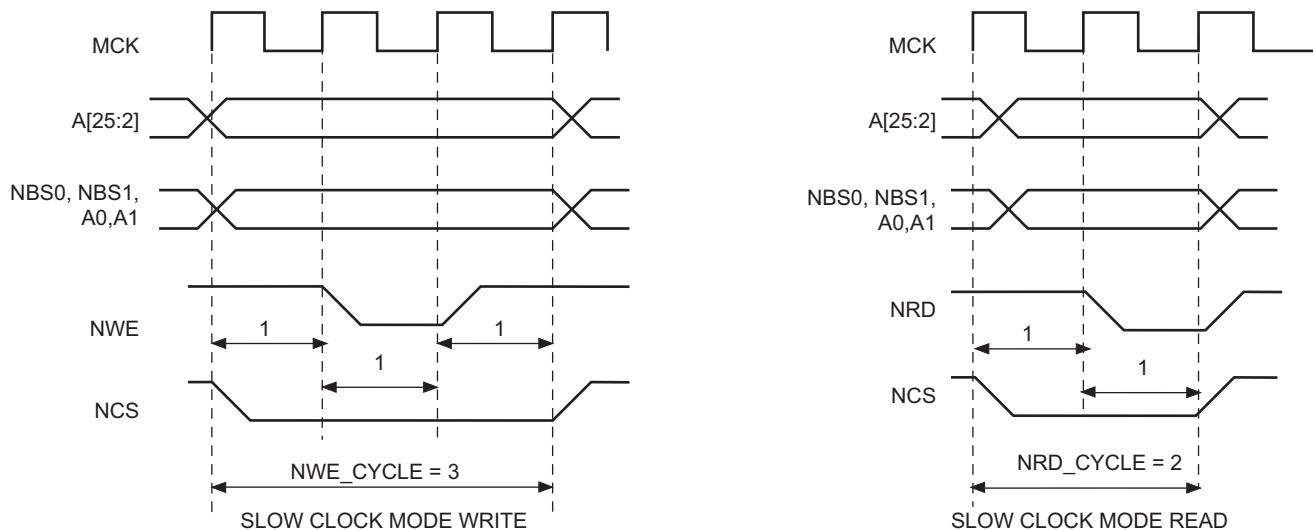 MCK
A[25:2]
NBS0, NBS1,
A0,A1
NWE
1
1
1
NCS
NWE_CYCLE = 3
SLOW CLOCK MODE WRITE
MCK
A[25:2]
NBS0, NBS1,
A0,A1
NRD
1
1
NCS
NRD_CYCLE = 2
SLOW CLOCK MODE READ